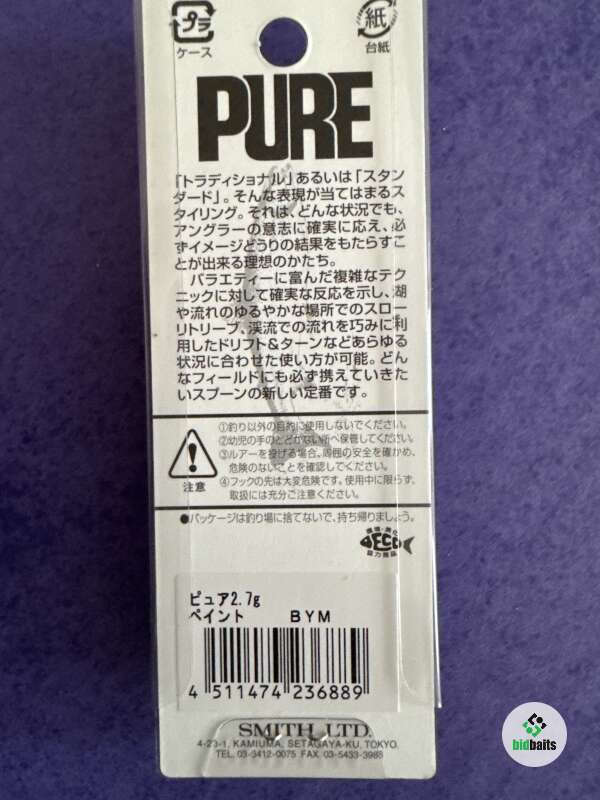 プラ
ケース
紙
台紙
PURE
「トラディショナル」あるいは「スタン
ダード」。そんな表現が当てはまるス
タイリング。それは、どんな状況でも、
アングラーの意志に確実に応え、必
ずイメージどうりの結果をもたらすこ
とが出来る理想のかたち。
バラエティーに富んだ複雑なテク
ニックに対して確実な反応を示し、湖
や流れのゆるやかな場所でのスロー
リトリーブ、渓流での流れを巧みに利
用したドリフト&ターンなどあらゆる
状況に合わせた使い方が可能。どん
なフィールドにも必ず携えていきた
いスプーンの新しい定番です。
注意
①釣り以外の目的に使用しないでください。
②幼児の手のとどかない所へ保管してください。
③ルアーを投げる場合、周囲の安全を確かめ、
危険のないことを確認してください。
④フックの先は大変危険です。使用中に限らず、
取扱には充分ご注意ください。
●パッケージは釣り場に捨てないで、持ち帰りましょう。
ECO
ピュア2.7g
ペイント BYM
4 511474 236889
SMITH LTD.
4-23-1, KAMIUMA, SETAGAYA-KU, TOKYO.
TEL. 03-3412-0075 FAX. 03-5433-3985
bidbaits